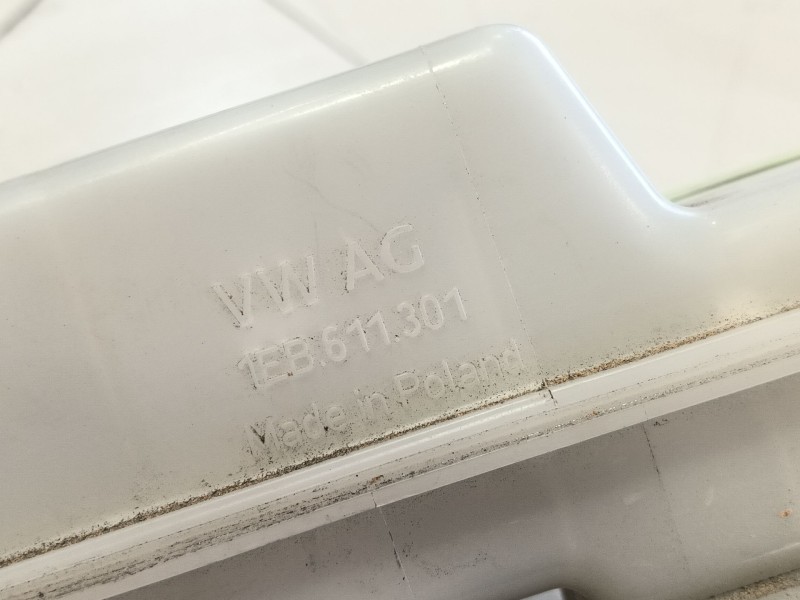 VW AG
1EB.611.301
Made in Poland